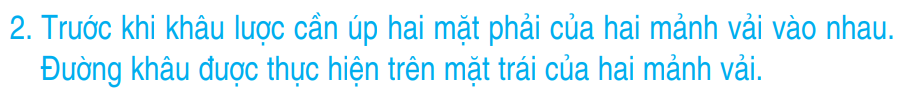 2. Trước khi khâu lược cần úp hai mặt phải của hai mảnh vải vào nhau.
Đường khâu được thực hiện trên mặt trái của hai mảnh vải.